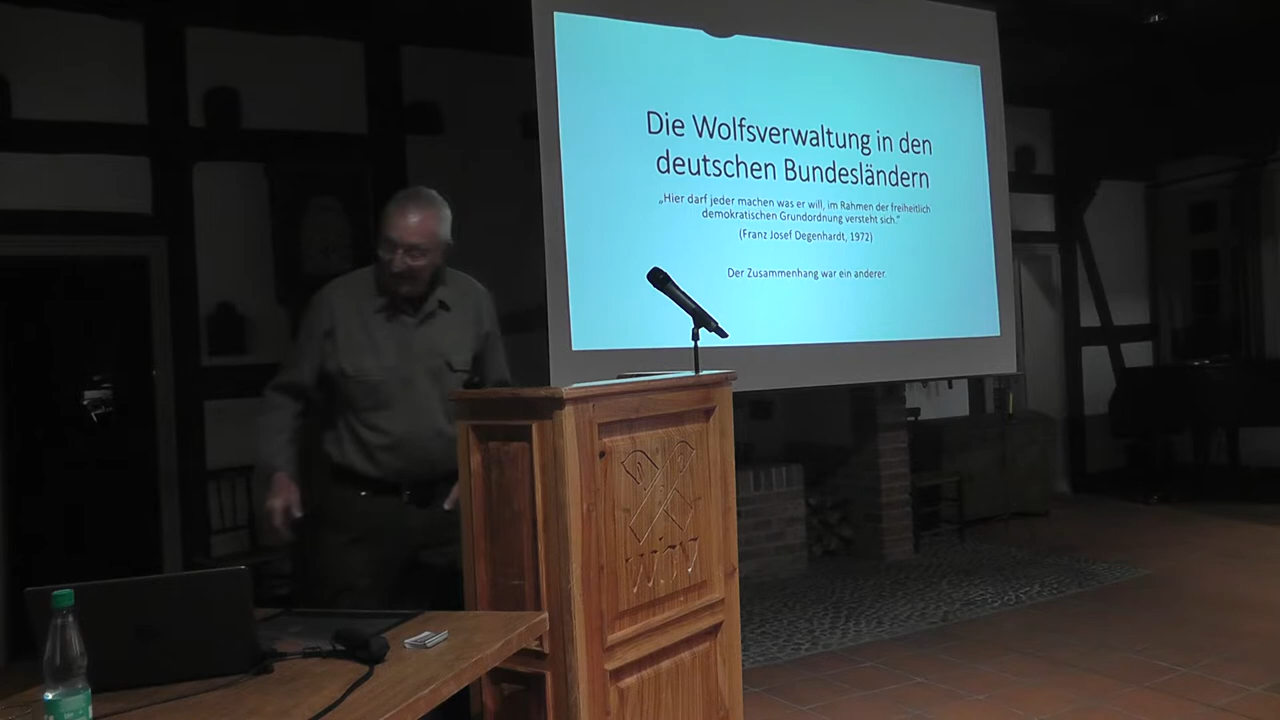 Die Wolfsverwaltung in den
deutschen Bundesländern
„Hier darf jeder machen was er will, im Rahmen der freiheitlich
demokratischen Grundordnung versteht sich.“
(Franz Josef Degenhardt, 1972)
Der Zusammenhang war ein anderer.